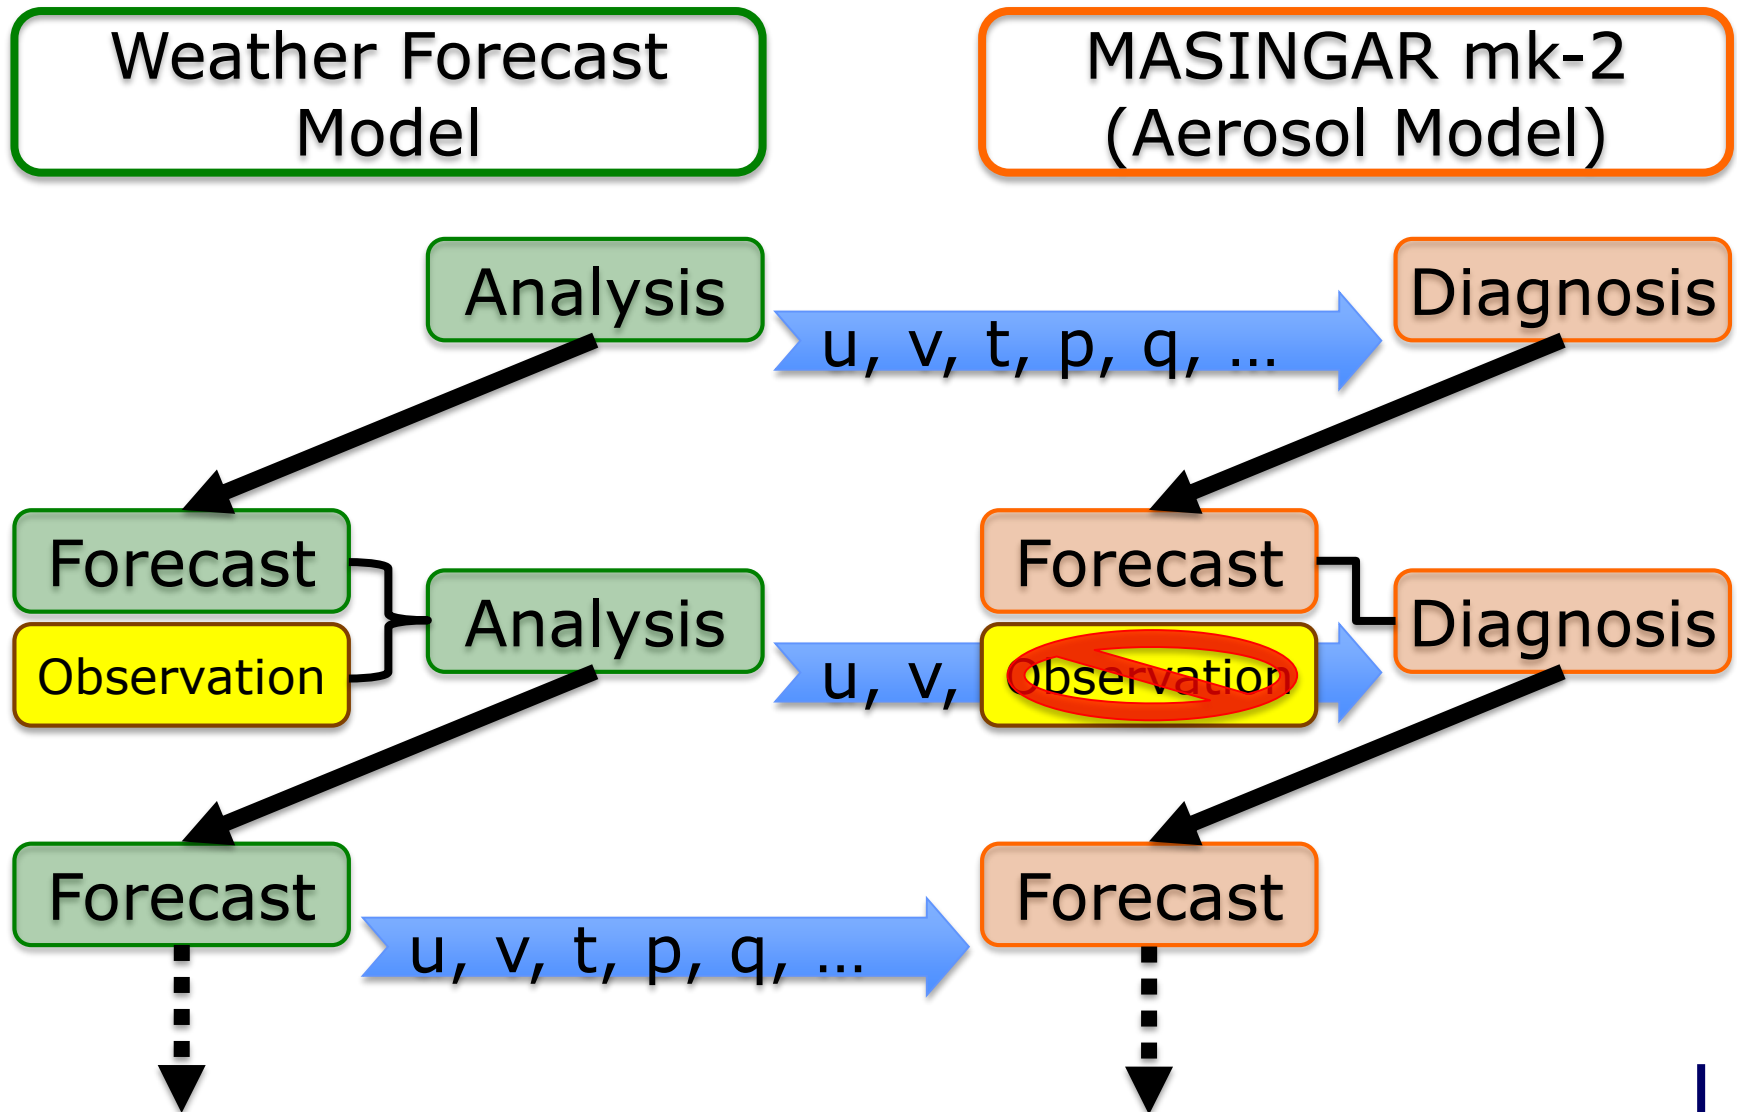 Weather Forecast
Model
MASINGAR mk-2
(Aerosol Model)
Analysis
u, v, t, p, q, ...
Diagnosis
Forecast
Observation
Analysis
u, v,
Forecast
Observation
Diagnosis
Forecast
u, v, t, p, q, ...
Forecast